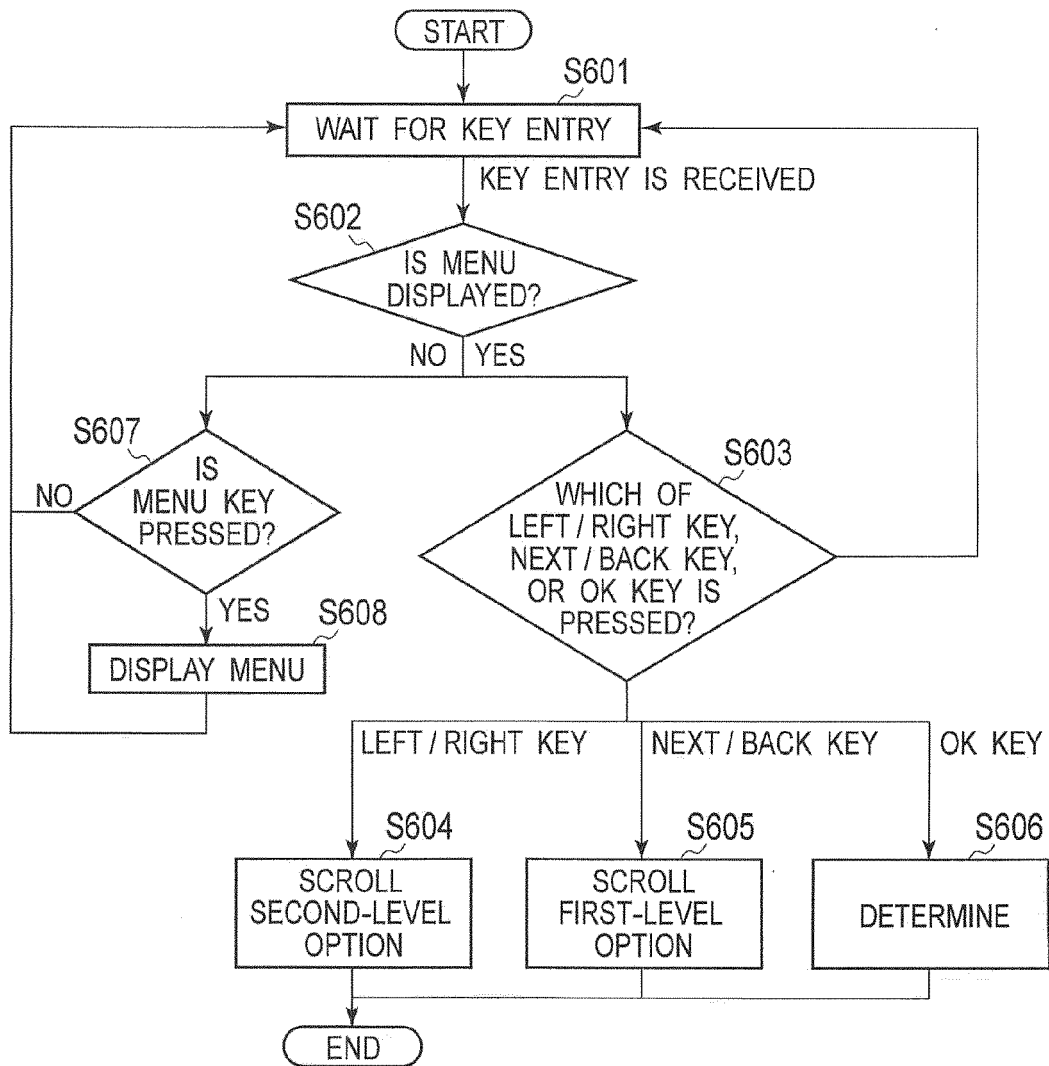 START
S601
WAIT FOR KEY ENTRY
KEY ENTRY IS RECEIVED
S602
IS MENU
DISPLAYED?
NO YES
S607
IS
MENU KEY
PRESSED?
NO
YES
S608
DISPLAY MENU
S603
WHICH OF
LEFT / RIGHT KEY,
NEXT / BACK KEY,
OR OK KEY IS
PRESSED?
LEFT / RIGHT KEY
NEXT / BACK KEY
OK KEY
S604
SCROLL
SECOND-LEVEL
OPTION
S605
SCROLL
FIRST-LEVEL
OPTION
S606
DETERMINE
END